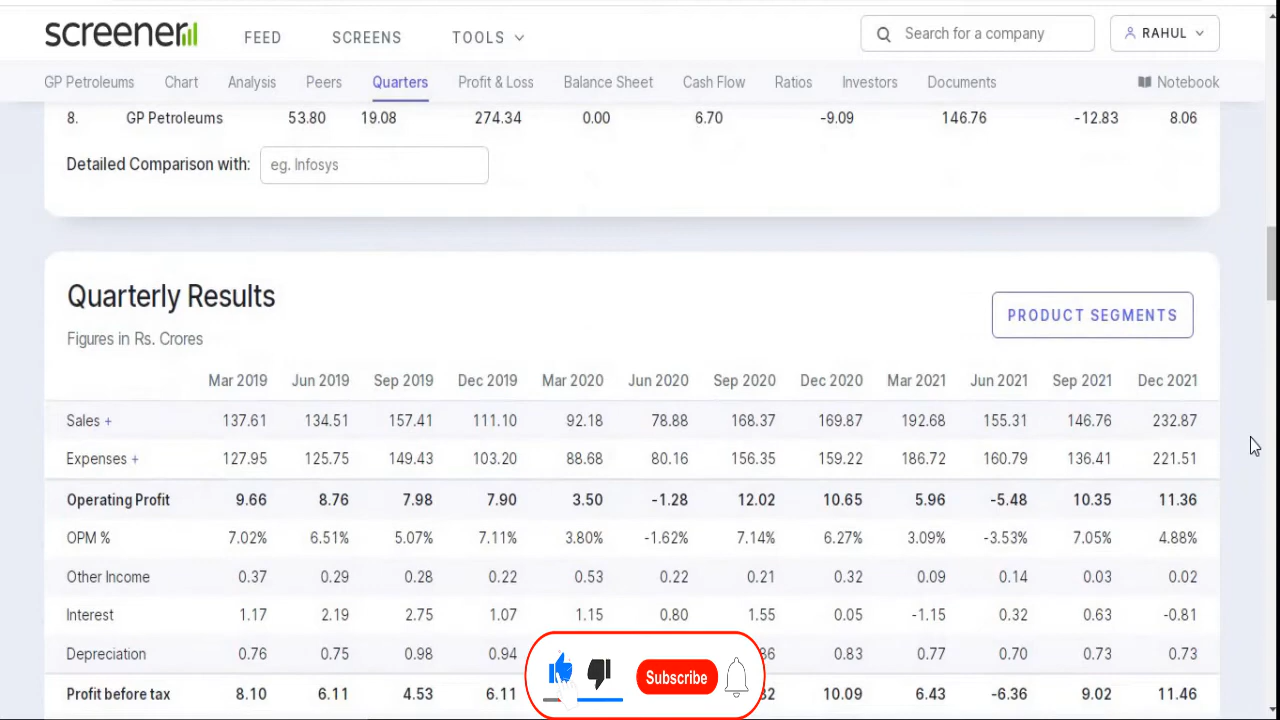 screener FEED SCREENS TOOLS Search for a company RAHUL
GP Petroleums Chart Analysis Peers Quarters Profit & Loss Balance Sheet Cash Flow Ratios Investors Documents Notebook
8. GP Petroleums 53.80 19.08 274.34 0.00 6.70 -9.09 146.76 -12.83 8.06
Detailed Comparison with: eg. Infosys
Quarterly Results
PRODUCT SEGMENTS
Figures in Rs. Crores
Mar 2019 Jun 2019 Sep 2019 Dec 2019 Mar 2020 Jun 2020 Sep 2020 Dec 2020 Mar 2021 Jun 2021 Sep 2021 Dec 2021
Sales + 137.61 134.51 157.41 111.10 92.18 78.88 168.37 169.87 192.68 155.31 146.76 232.87
Expenses + 127.95 125.75 149.43 103.20 88.68 80.16 156.35 159.22 186.72 160.79 136.41 221.51
Operating Profit 9.66 8.76 7.98 7.90 3.50 -1.28 12.02 10.65 5.96 -5.48 10.35 11.36
OPM % 7.02% 6.51% 5.07% 7.11% 3.80% -1.62% 7.14% 6.27% 3.09% -3.53% 7.05% 4.88%
Other Income 0.37 0.29 0.28 0.22 0.53 0.22 0.21 0.32 0.09 0.14 0.03 0.02
Interest 1.17 2.19 2.75 1.07 1.15 0.80 1.55 0.05 -1.15 0.32 0.63 -0.81
Depreciation 0.76 0.75 0.98 0.94 0.83 0.77 0.70 0.73 0.73
Subscribe
Profit before tax 8.10 6.11 4.53 6.11 10.09 6.43 -6.36 9.02 11.46